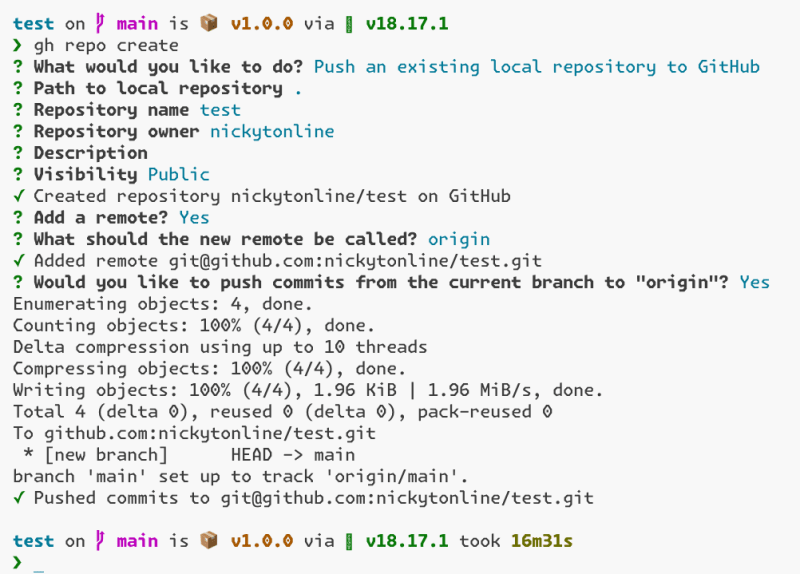 test on main is 📦 v1.0.0 via v18.17.1
❯ gh repo create
? What would you like to do? Push an existing local repository to GitHub
? Path to local repository .
? Repository name test
? Repository owner nickytonline
? Description
? Visibility Public
✓ Created repository nickytonline/test on GitHub
? Add a remote? Yes
? What should the new remote be called? origin
✓ Added remote git@github.com:nickytonline/test.git
? Would you like to push commits from the current branch to "origin"? Yes
Enumerating objects: 4, done.
Counting objects: 100% (4/4), done.
Delta compression using up to 10 threads
Compressing objects: 100% (4/4), done.
Writing objects: 100% (4/4), 1.96 KiB | 1.96 MiB/s, done.
Total 4 (delta 0), reused 0 (delta 0), pack-reused 0
To github.com:nickytonline/test.git
 * [new branch]      HEAD -> main
branch 'main' set up to track 'origin/main'.
✓ Pushed commits to git@github.com:nickytonline/test.git
test on main is 📦 v1.0.0 via v18.17.1 took 16m31s
❯ _